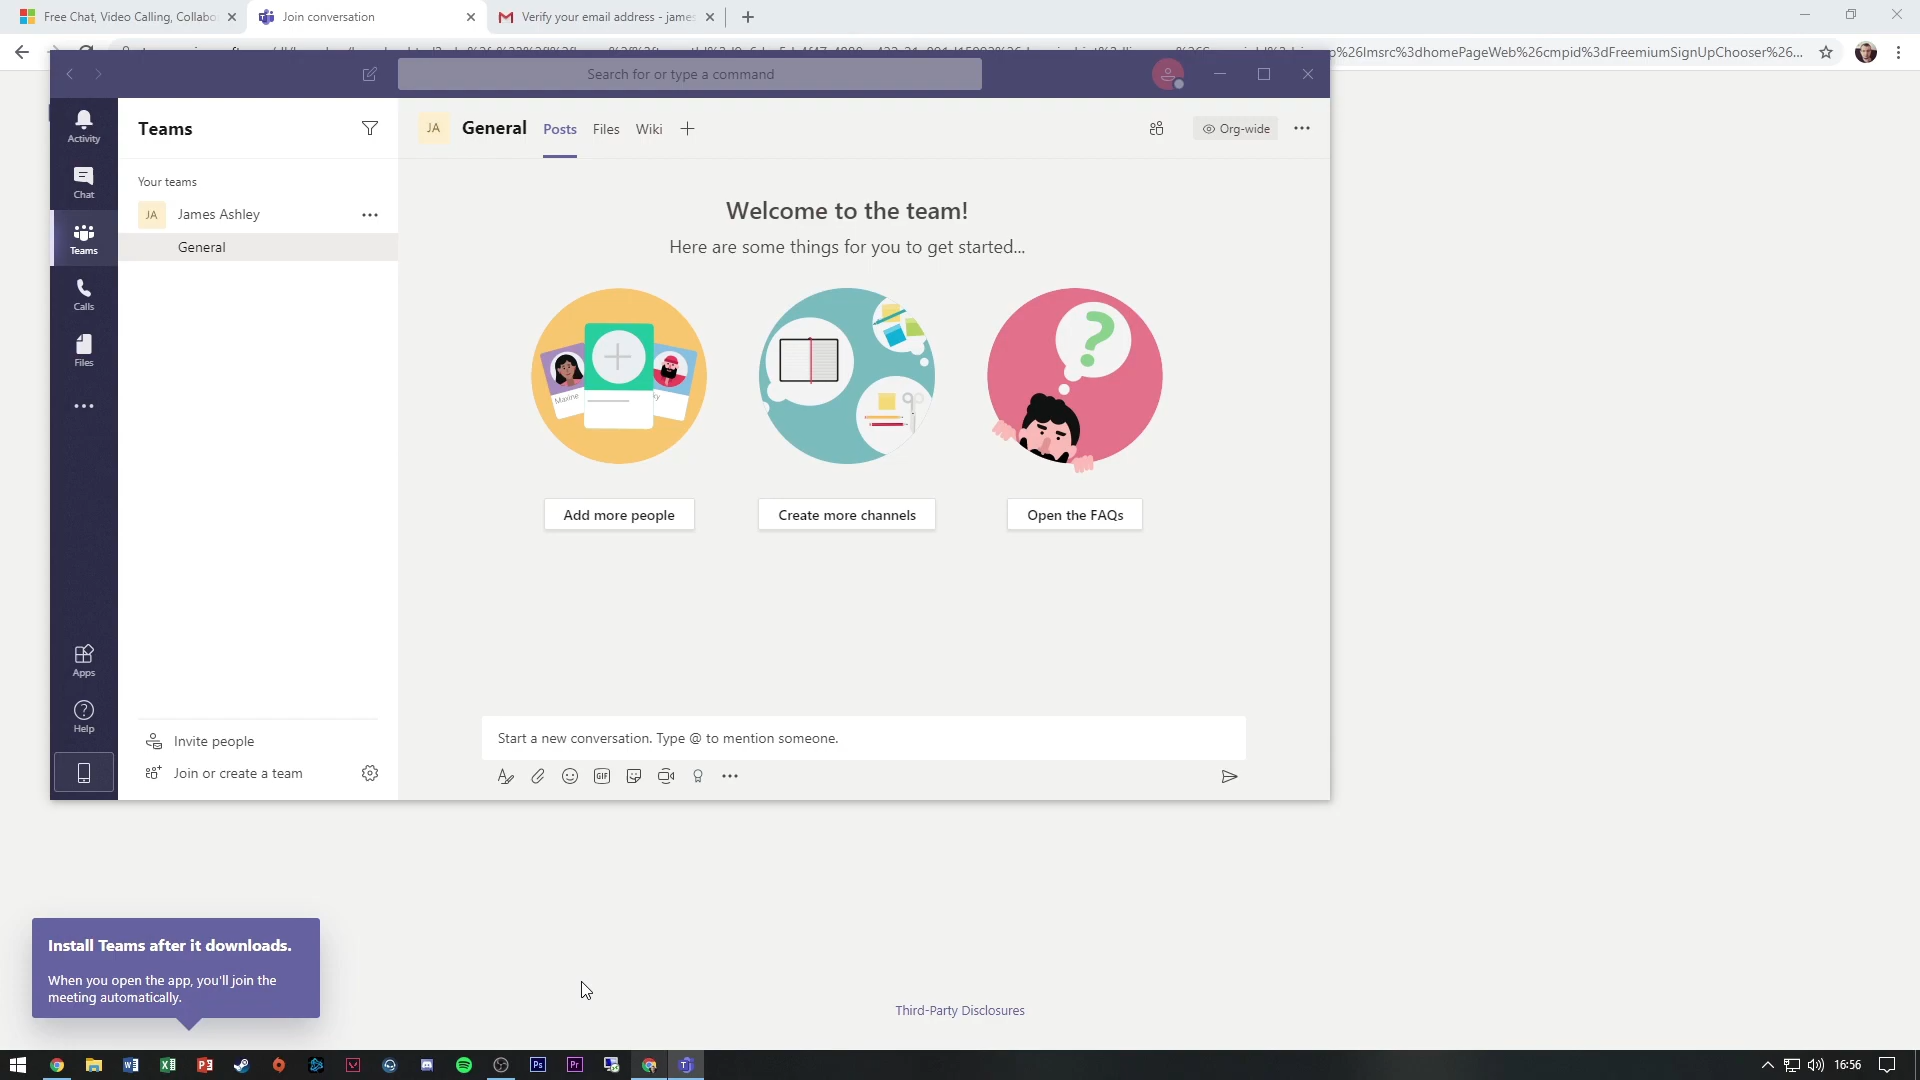 Free Chat, Video Calling, Collabo
Join conversation
Verify your email address - james
%26lmsrc%3dhomePageWeb%26cmpid%3dFreemiumSignUpChooser%26...
Search for or type a command
Activity
Chat
Teams
Calls
Files
Apps
Help
Teams
Your teams
JA James Ashley
General
Invite people
Join or create a team
JA General Posts Files Wiki
Org-wide
Welcome to the team!
Here are some things for you to get started...
Maxine
Add more people
Create more channels
Open the FAQs
Start a new conversation. Type @ to mention someone.
GIF
Install Teams after it downloads.
When you open the app, you'll join the
meeting automatically.
Third-Party Disclosures
Ps
Pr
16:56